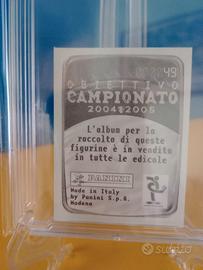 49
OBIETTIVO
CAMPIONATO
2004 2005
L'album per la
raccolta di queste
figurine è in vendita
in tutte le edicole
PANINI
Made in Italy
by Panini S.p.A.
Modena
subito